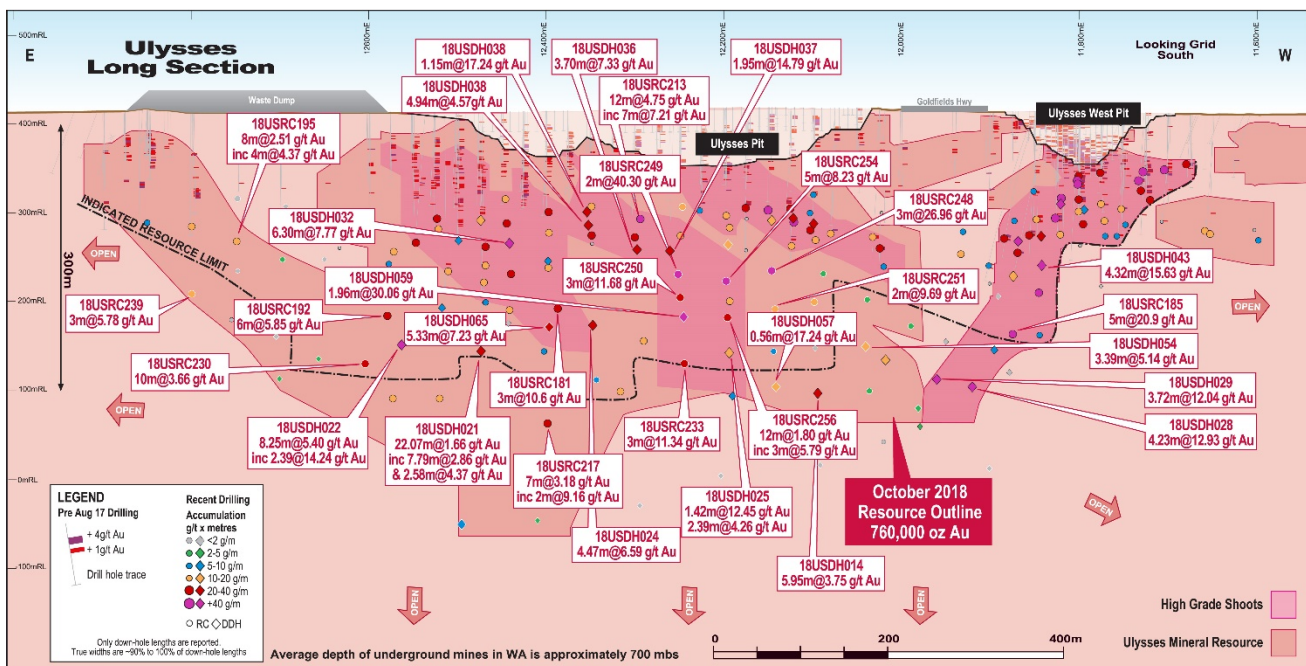 E
Ulysses
Long Section
Looking Grid
South
W
500mRL
400mRL
300mRL
200mRL
100mRL
0mRL
-100mRL
12,400mE
12,200mE
12,000mE
11,800mE
Waste Dump
Goldfields Hwy
Ulysses Pit
Ulysses West Pit
300m
INDICATED RESOURCE LIMIT
18USDH038
1.15m@17.24 g/t Au
18USDH036
3.70m@7.33 g/t Au
18USDH037
1.95m@14.79 g/t Au
18USDH038
4.94m@4.57g/t Au
18USRC213
12m@4.75 g/t Au
inc 7m@7.21 g/t Au
18USRC195
8m@2.51 g/t Au
inc 4m@4.37 g/t Au
18USRC249
2m@40.30 g/t Au
18USRC254
5m@8.23 g/t Au
18USRC248
3m@26.96 g/t Au
18USDH032
6.30m@7.77 g/t Au
18USDH043
4.32m@15.63 g/t Au
18USDH059
1.96m@30.06 g/t Au
18USRC250
3m@11.68 g/t Au
18USRC251
2m@9.69 g/t Au
18USRC185
5m@20.9 g/t Au
18USRC239
3m@5.78 g/t Au
18USRC192
6m@5.85 g/t Au
18USDH065
5.33m@7.23 g/t Au
18USDH057
0.56m@17.24 g/t Au
18USDH054
3.39m@5.14 g/t Au
18USRC230
10m@3.66 g/t Au
18USRC181
3m@10.6 g/t Au
18USDH029
3.72m@12.04 g/t Au
18USDH022
8.25m@5.40 g/t Au
inc 2.39@14.24 g/t Au
18USDH021
22.07m@1.66 g/t Au
inc 7.79m@2.86 g/t Au
& 2.58m@4.37 g/t Au
18USRC233
3m@11.34 g/t Au
18USRC256
12m@1.80 g/t Au
inc 3m@5.79 g/t Au
18USDH028
4.23m@12.93 g/t Au
18USRC217
7m@3.18 g/t Au
inc 2m@9.16 g/t Au
18USDH025
1.42m@12.45 g/t Au
2.39m@4.26 g/t Au
18USDH024
4.47m@6.59 g/t Au
18USDH014
5.95m@3.75 g/t Au
October 2018
Resource Outline
760,000 oz Au
OPEN
OPEN
OPEN
OPEN
OPEN
OPEN
OPEN
LEGEND
Pre Aug 17 Drilling
+ 4g/t Au
+ 1g/t Au
Drill hole trace
Recent Drilling
Accumulation
g/t x metres
<2 g/m
2-5 g/m
5-10 g/m
10-20 g/m
20-40 g/m
+40 g/m
RC DDH
Only down-hole lengths are reported.
True widths are ~90% to 100% of down-hole lengths
Average depth of underground mines in WA is approximately 700 mbs
0
200
400m
High Grade Shoots
Ulysses Mineral Resource